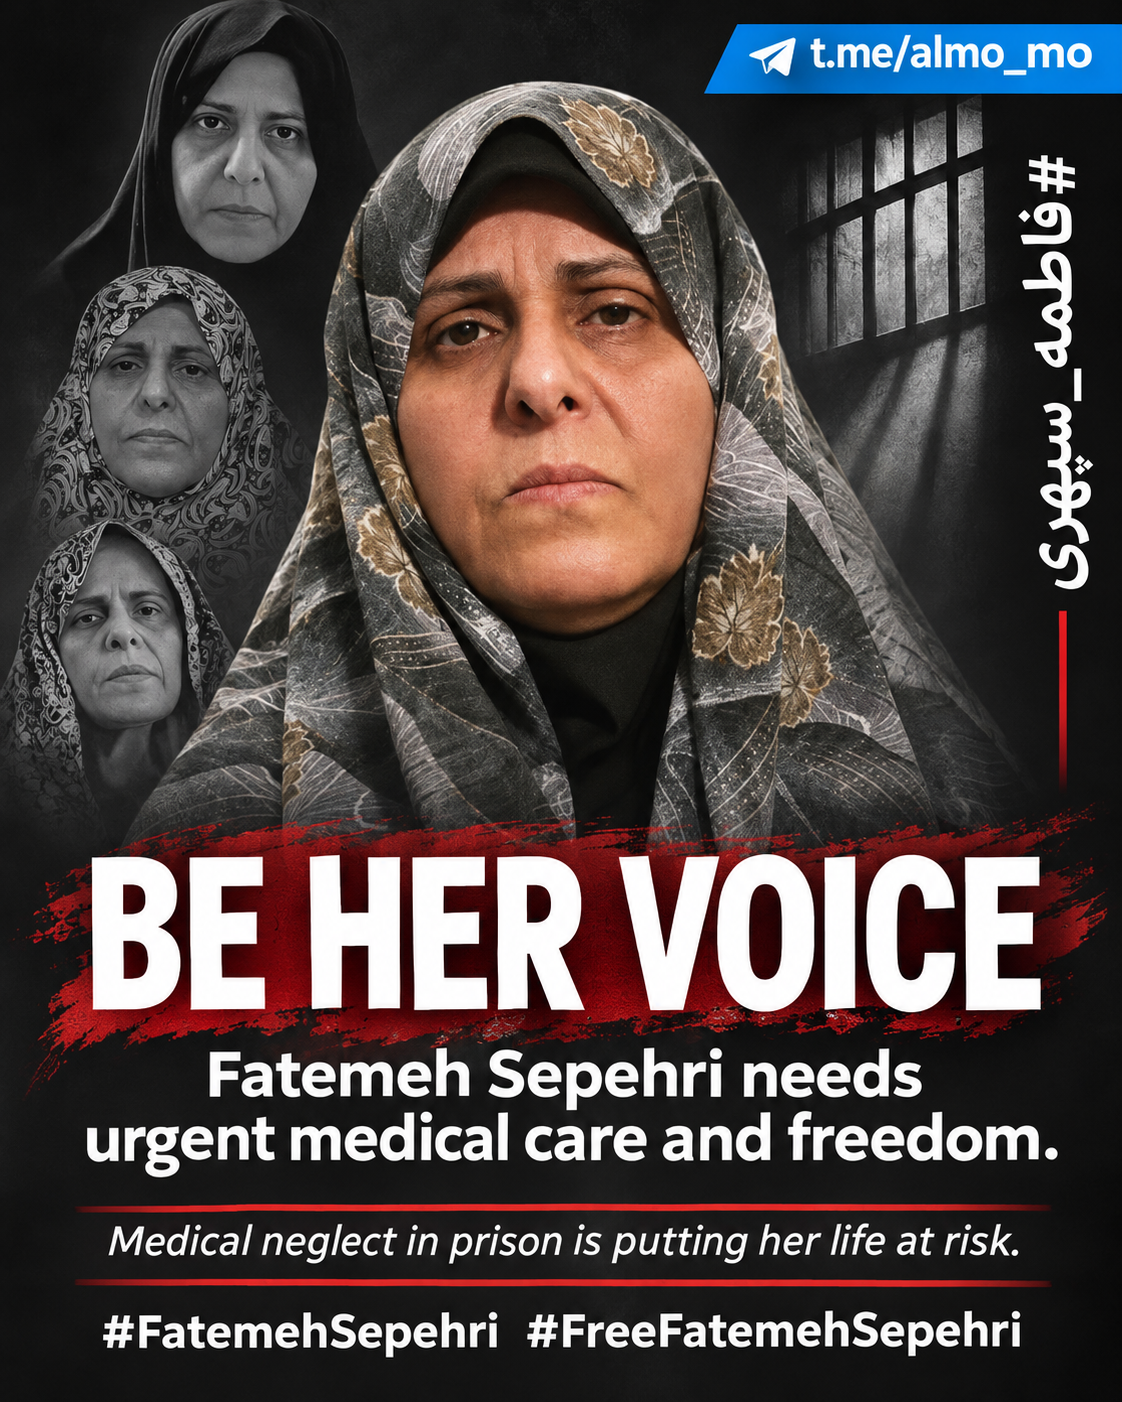 t.me/almo_mo
#فاطمه_سپهری
BE HER VOICE
Fatemeh Sepehri needs
urgent medical care and freedom.
Medical neglect in prison is putting her life at risk.
#FatemehSepehri #FreeFatemehSepehri